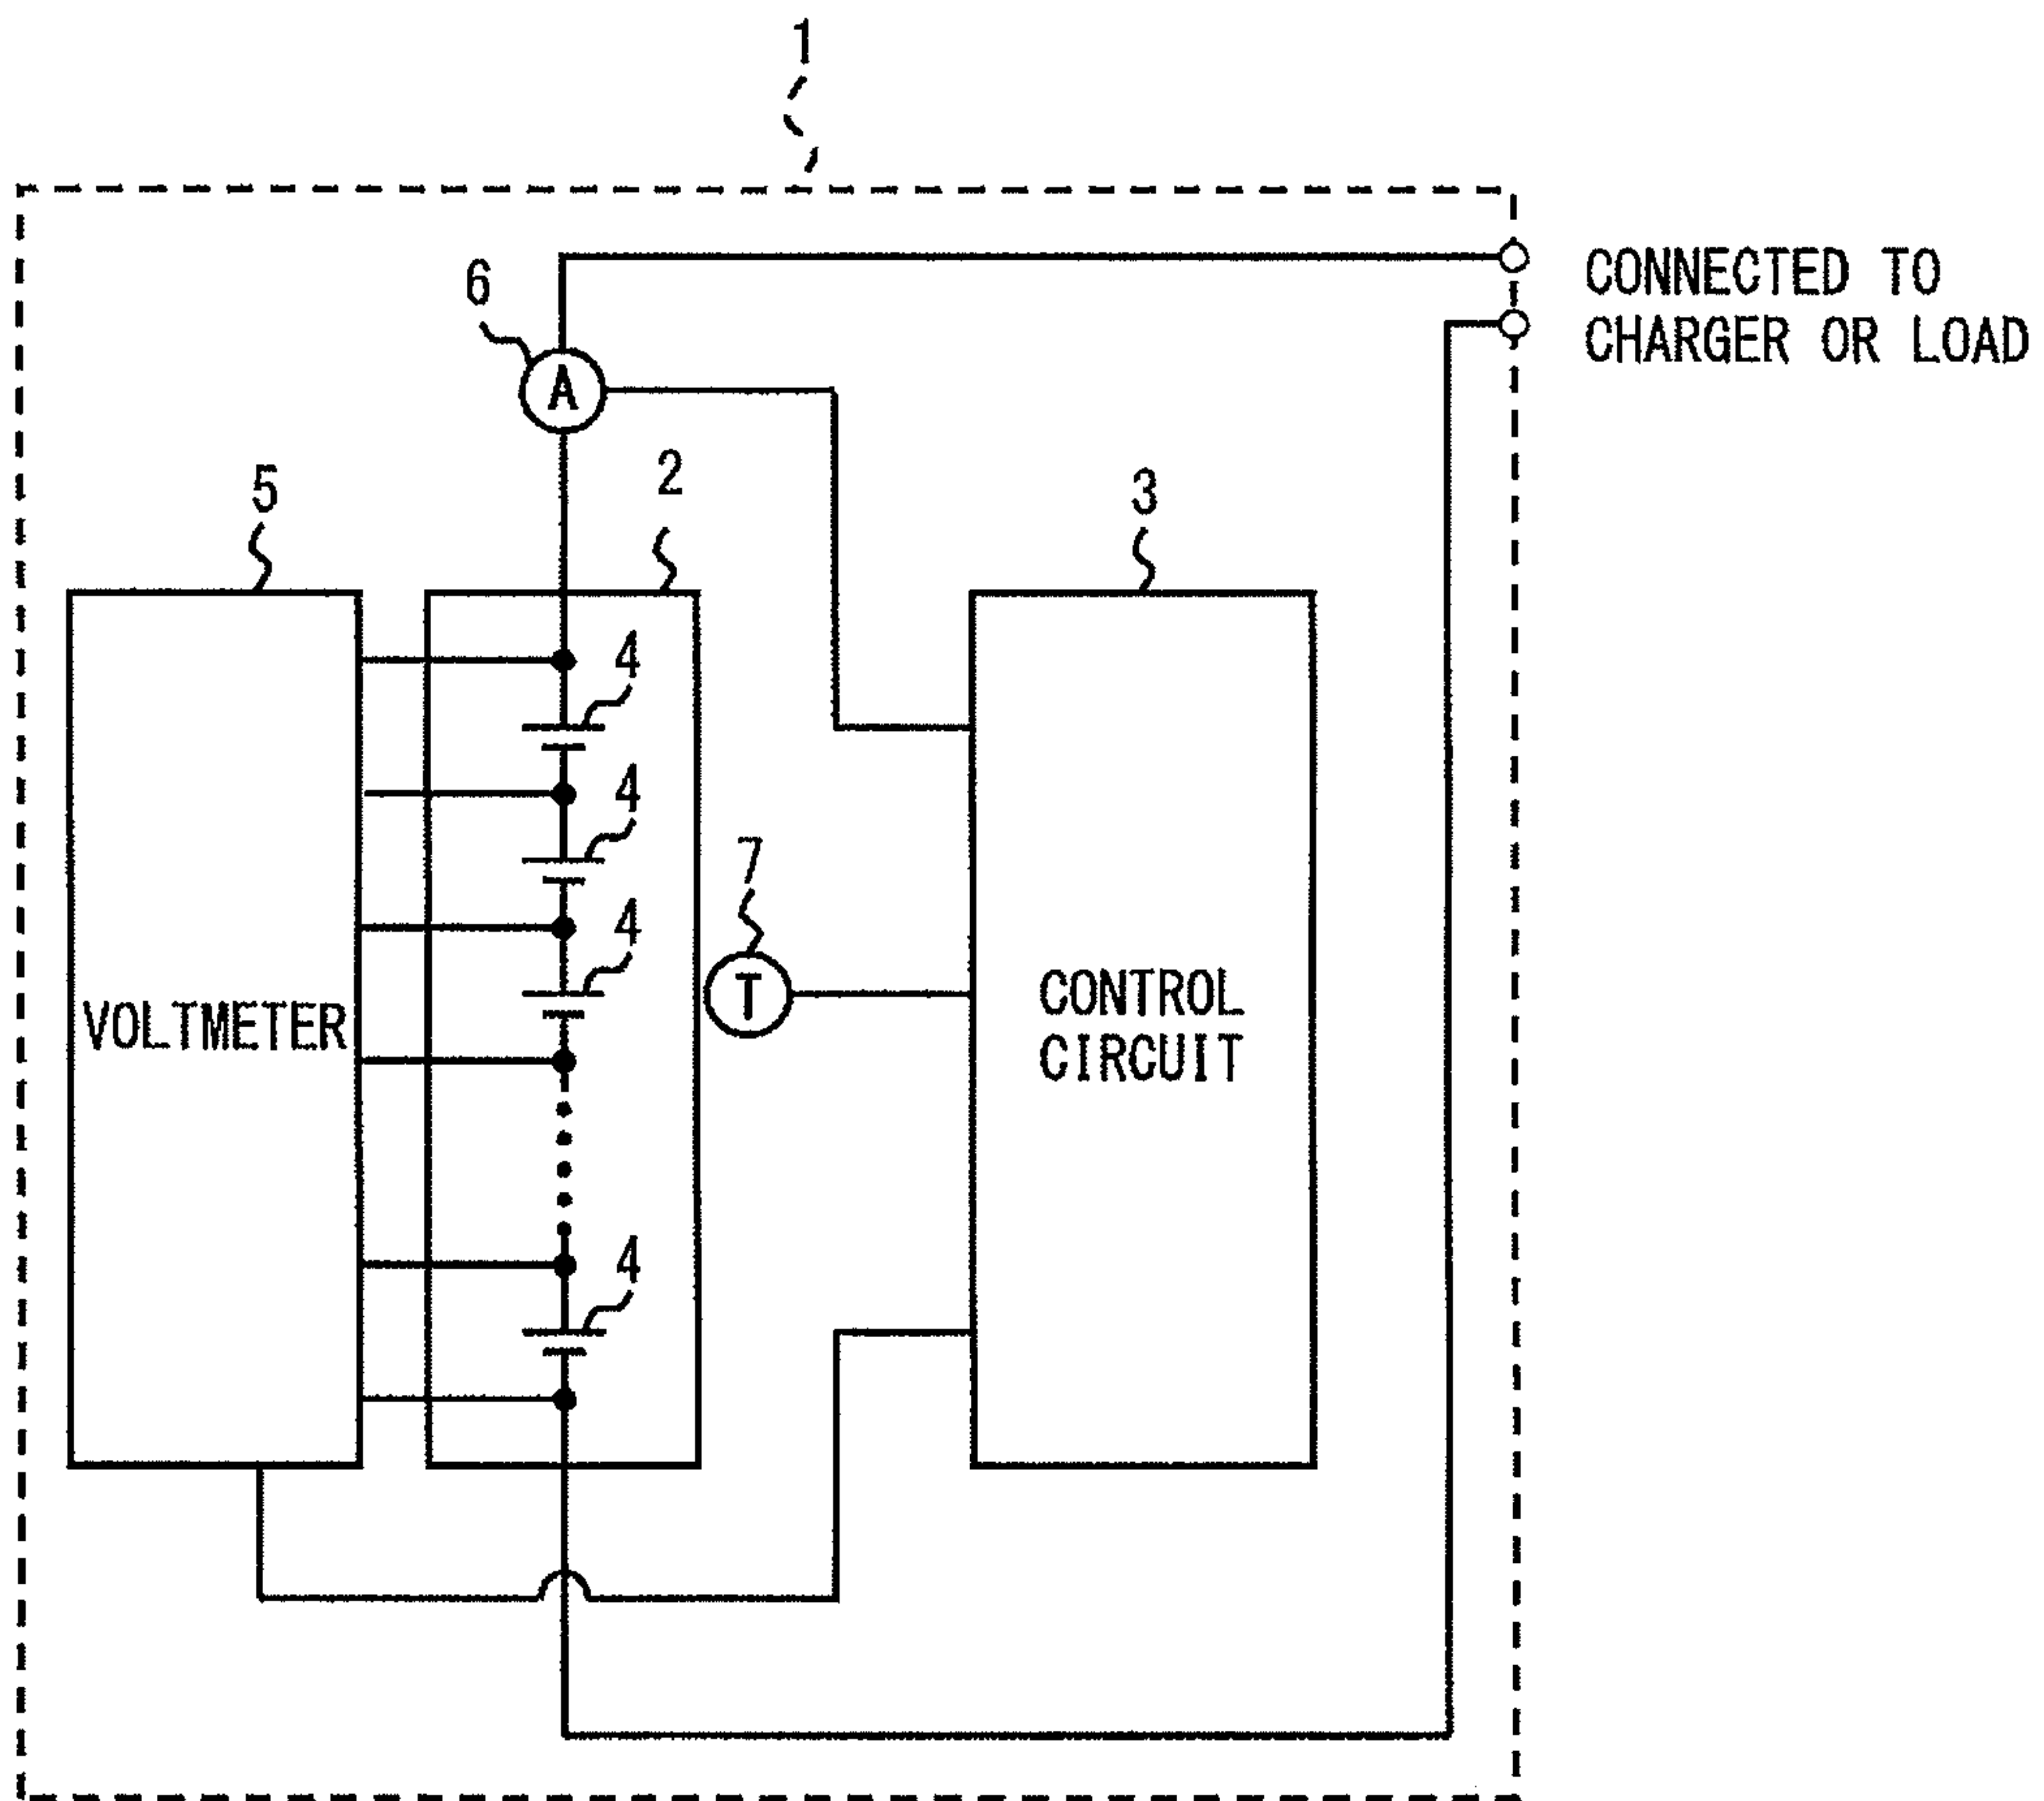 1
CONNECTED TO
CHARGER OR LOAD
6
A
5
2
3
4
4
7
4
T
VOLTMETER
CONTROL
CIRCUIT
4